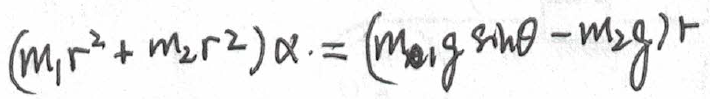 (m₁r² + m₂r²)α. = (m₁g sinθ − m₂g)r